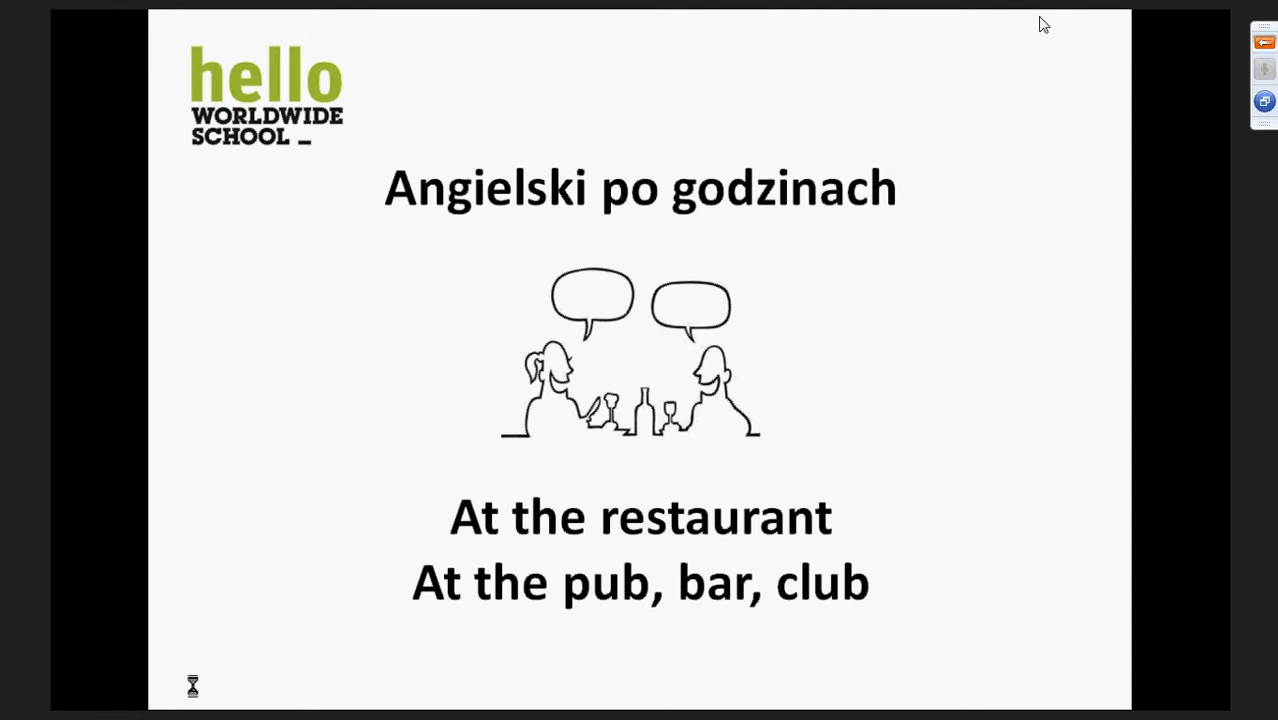 hello
WORLDWIDE
SCHOOL _
Angielski po godzinach
At the restaurant
At the pub, bar, club